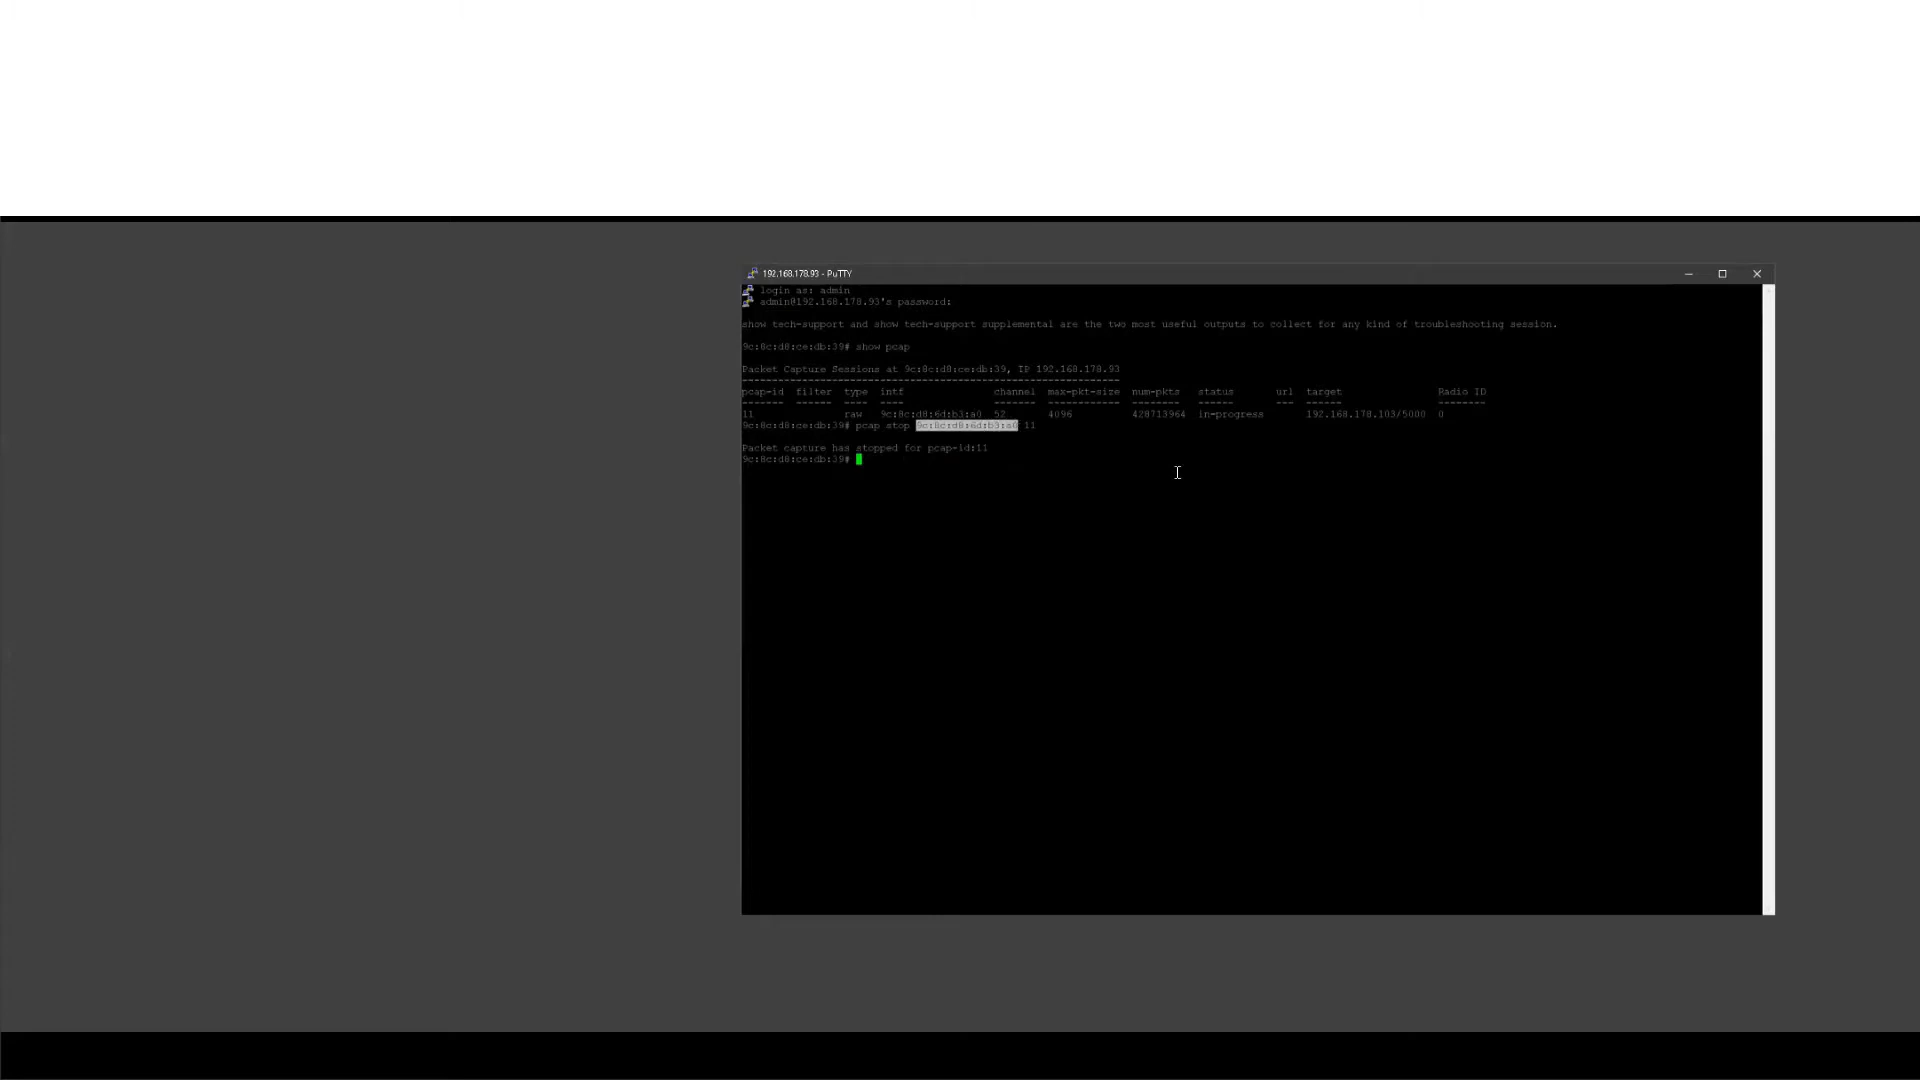 192.168.178.93 - PuTTY
login as: admin
admin@192.168.178.93's password:
show tech-support and show tech-support supplemental are the two most useful outputs to collect for any kind of troubleshooting session.
9c:8c:d8:ce:db:39# show pcap
Packet Capture Sessions at 9c:8c:d8:ce:db:39, IP 192.168.178.93
---------------------------------------------------------------
pcap-id  filter  type  intf               channel  max-pkt-size  num-pkts  status       url  target                Radio ID
-------  ------  ----  ----               -------  ------------  --------  ------       ---  ------                --------
11               raw   9c:8c:d8:6d:b3:a0  52       4096          428713964  in-progress       192.168.178.103/5000  0
9c:8c:d8:ce:db:39# pcap stop 9c:8c:d8:6d:b3:a0 11
Packet capture has stopped for pcap-id:11
9c:8c:d8:ce:db:39#